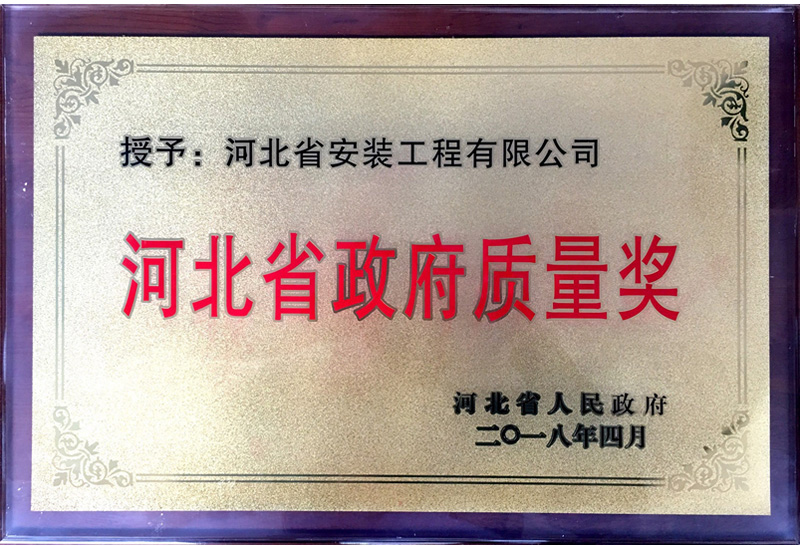 授予：河北省安装工程有限公司
河北省政府质量奖
河北省人民政府
二〇一八年四月